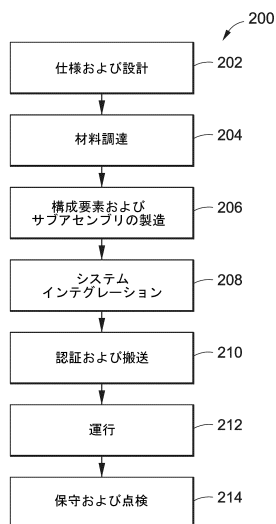 200
仕様および設計
202
材料調達
204
構成要素および
サブアセンブリの製造
206
システム
インテグレーション
208
認証および搬送
210
運行
212
保守および点検
214